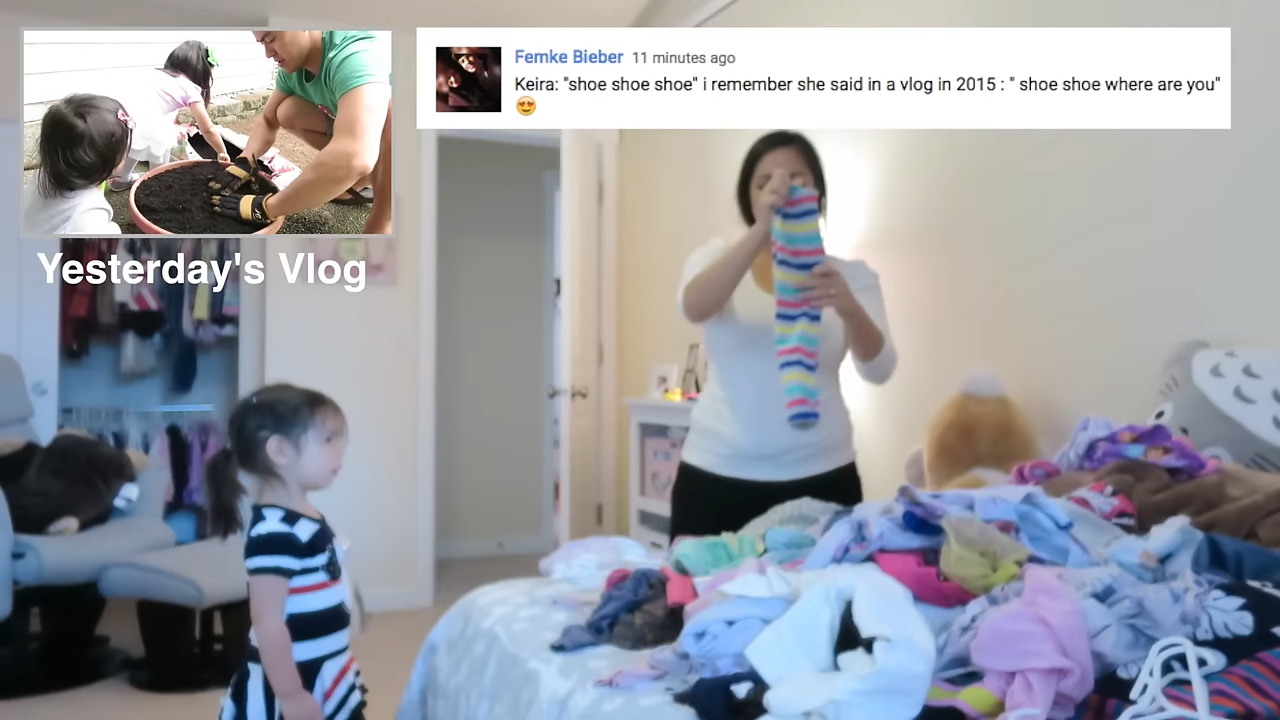 Femke Bieber 11 minutes ago
Keira: "shoe shoe shoe" i remember she said in a vlog in 2015 : " shoe shoe where are you"
😍
Yesterday's Vlog